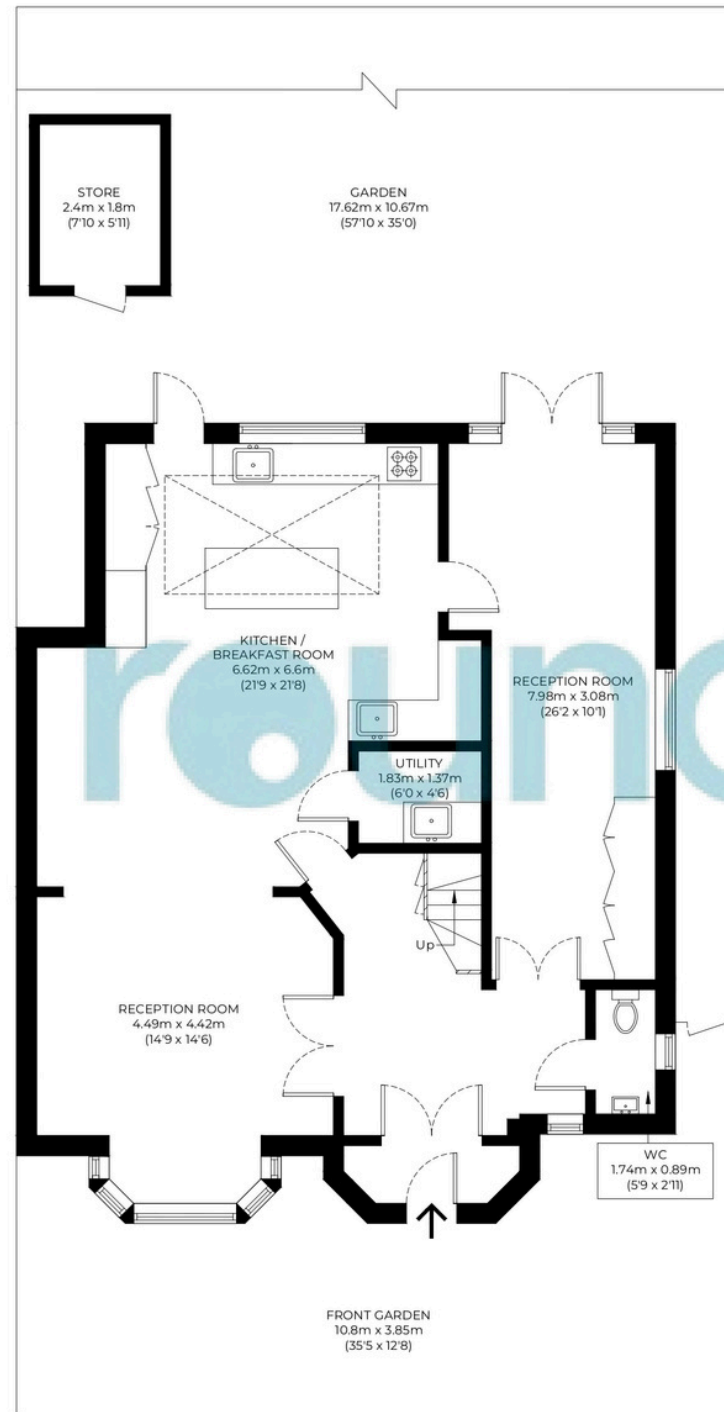 STORE
2.4m x 1.8m
(7'10 x 5'11)
GARDEN
17.62m x 10.67m
(57'10 x 35'0)
KITCHEN /
BREAKFAST ROOM
6.62m x 6.6m
(21'9 x 21'8)
RECEPTION ROOM
7.98m x 3.08m
(26'2 x 10'1)
UTILITY
1.83m x 1.37m
(6'0 x 4'6)
Up
RECEPTION ROOM
4.49m x 4.42m
(14'9 x 14'6)
WC
1.74m x 0.89m
(5'9 x 2'11)
FRONT GARDEN
10.8m x 3.85m
(35'5 x 12'8)